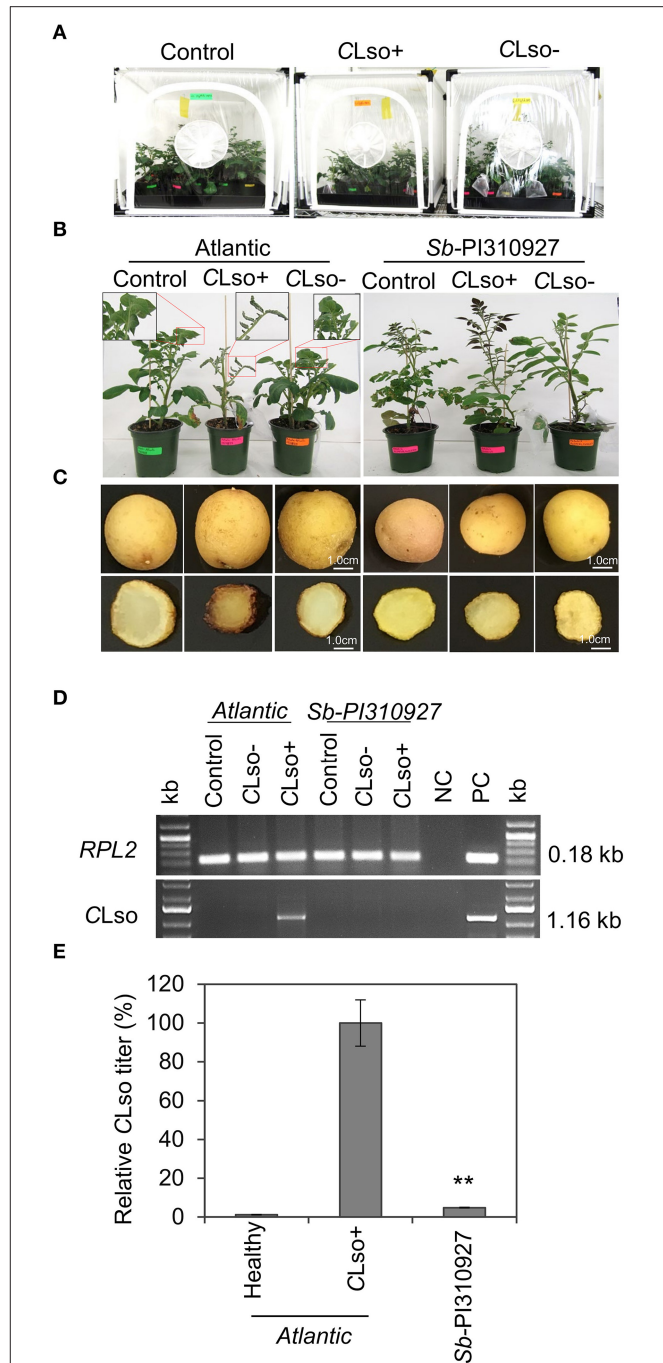 A
Control CLso+ CLso-
B
Atlantic Sb-PI310927
Control CLso+ CLso- Control CLso+ CLso-
C
1.0cm 1.0cm
1.0cm 1.0cm
D
Atlantic Sb-PI310927
kb Control CLso- CLso+ Control CLso- CLso+ NC PC kb
RPL2 0.18 kb
CLso 1.16 kb
E
Relative CLso titer (%)
120
100
80
60
40
20
0
**
Healthy CLso+ Sb-PI310927
Atlantic